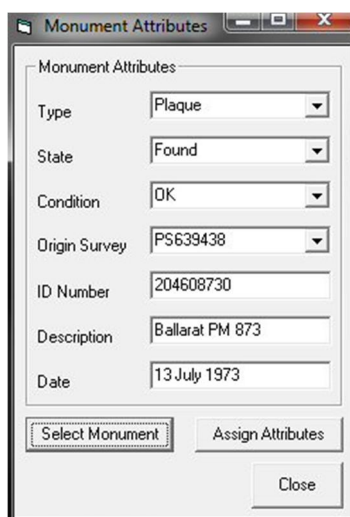 Monument Attributes
Monument Attributes
Type Plaque
State Found
Condition OK
Origin Survey PS639438
ID Number 204608730
Description Ballarat PM 873
Date 13 July 1973
Select Monument Assign Attributes
Close